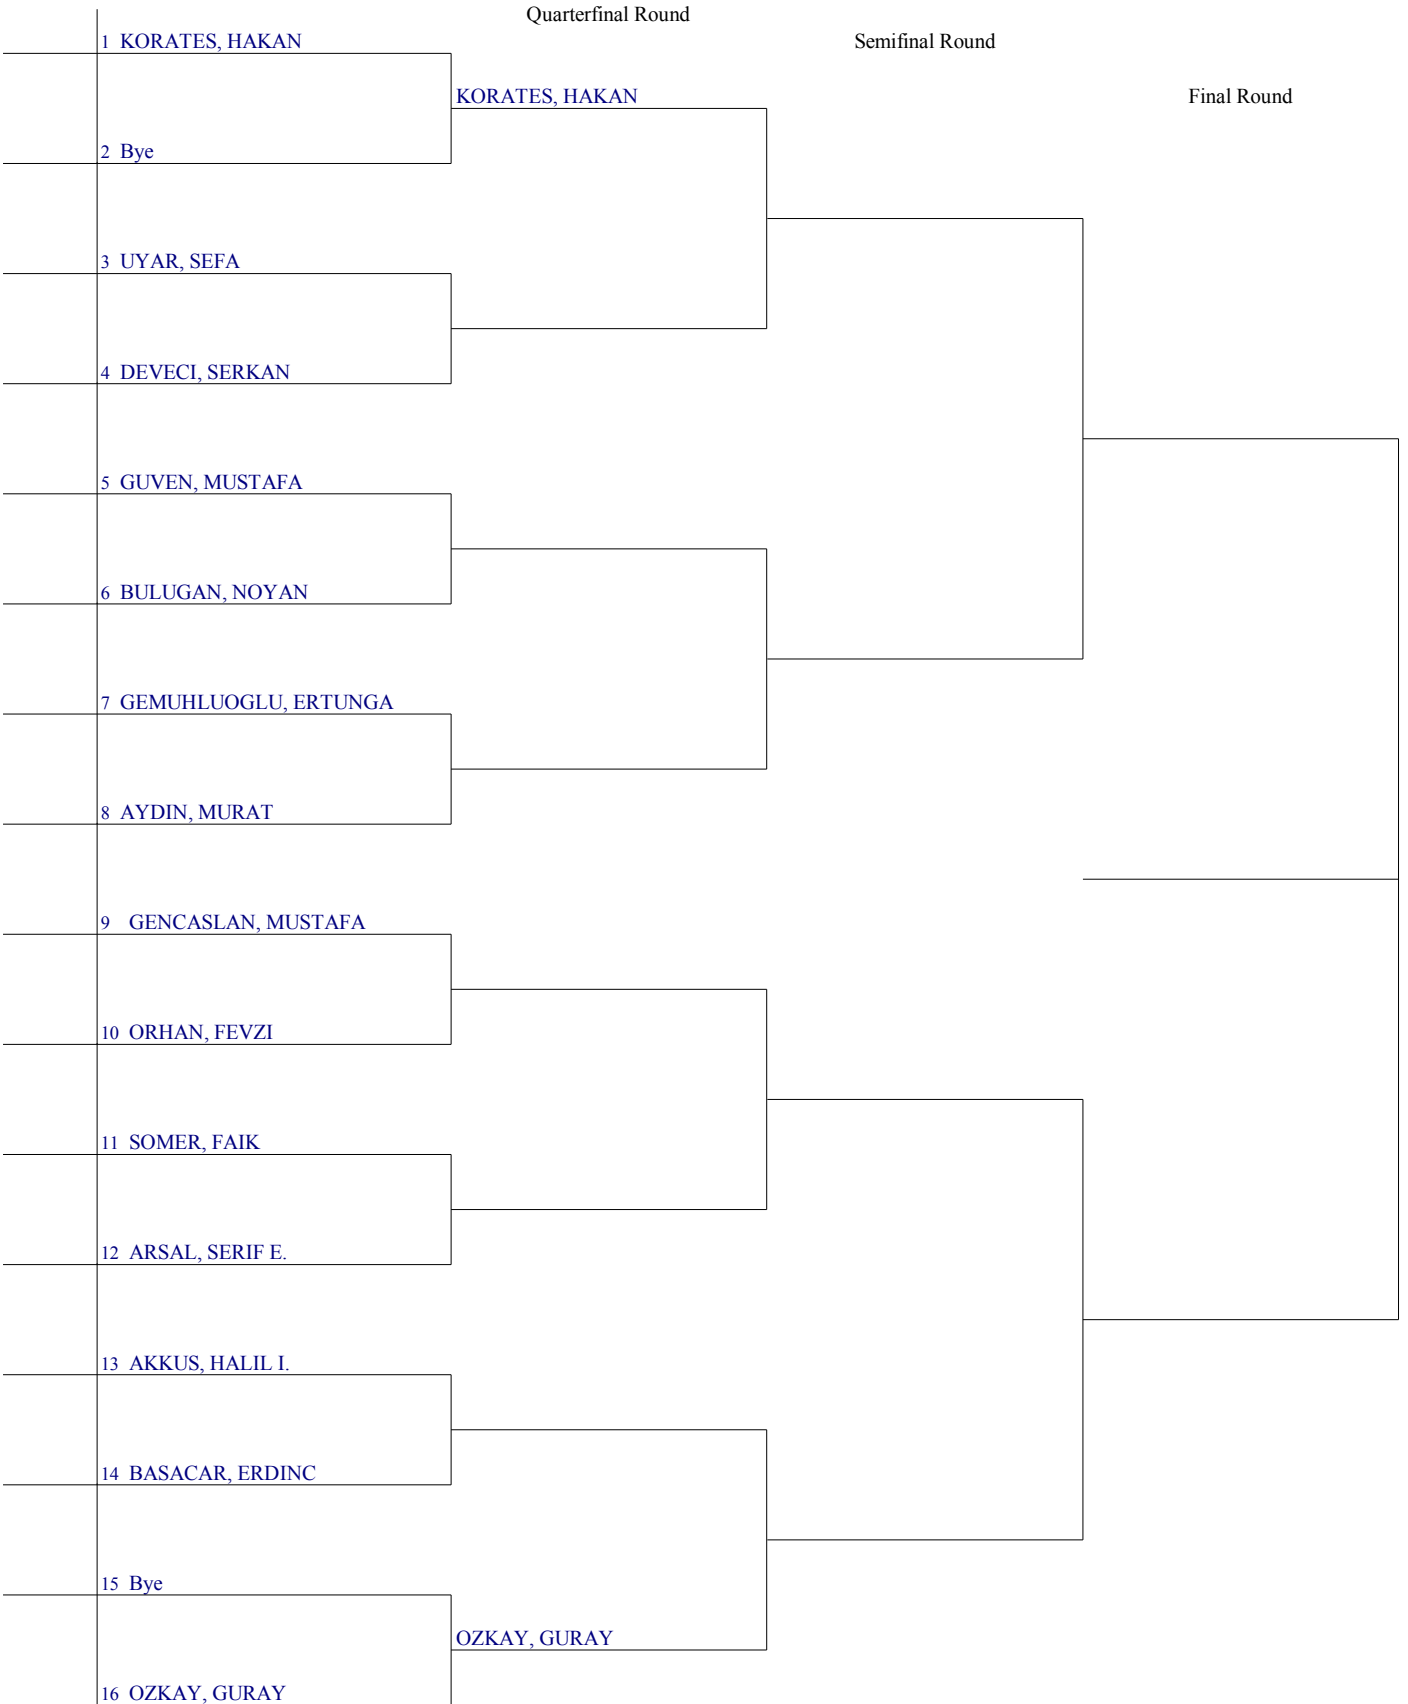 Quarterfinal Round
1 KORATES, HAKAN
Semifinal Round
KORATES, HAKAN
Final Round
2 Bye
3 UYAR, SEFA
4 DEVECI, SERKAN
5 GUVEN, MUSTAFA
6 BULUGAN, NOYAN
7 GEMUHLUOGLU, ERTUNGA
8 AYDIN, MURAT
9 GENCASLAN, MUSTAFA
10 ORHAN, FEVZI
11 SOMER, FAIK
12 ARSAL, SERIF E.
13 AKKUS, HALIL I.
14 BASACAR, ERDINC
15 Bye
OZKAY, GURAY
16 OZKAY, GURAY